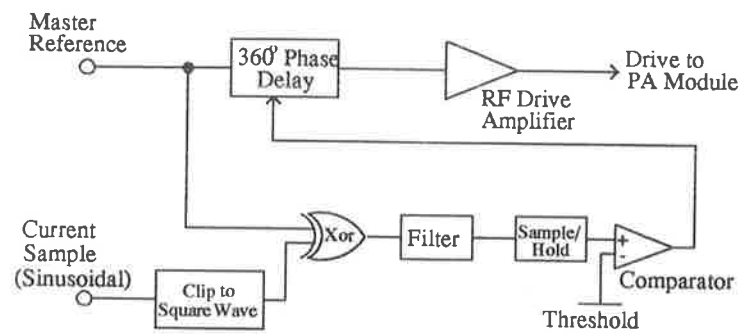 Master
Reference
360° Phase
Delay
RF Drive
Amplifier
Drive to
PA Module
Current
Sample
(Sinusoidal)
Clip to
Square Wave
Xor
Filter
Sample/
Hold
+
-
Comparator
Threshold